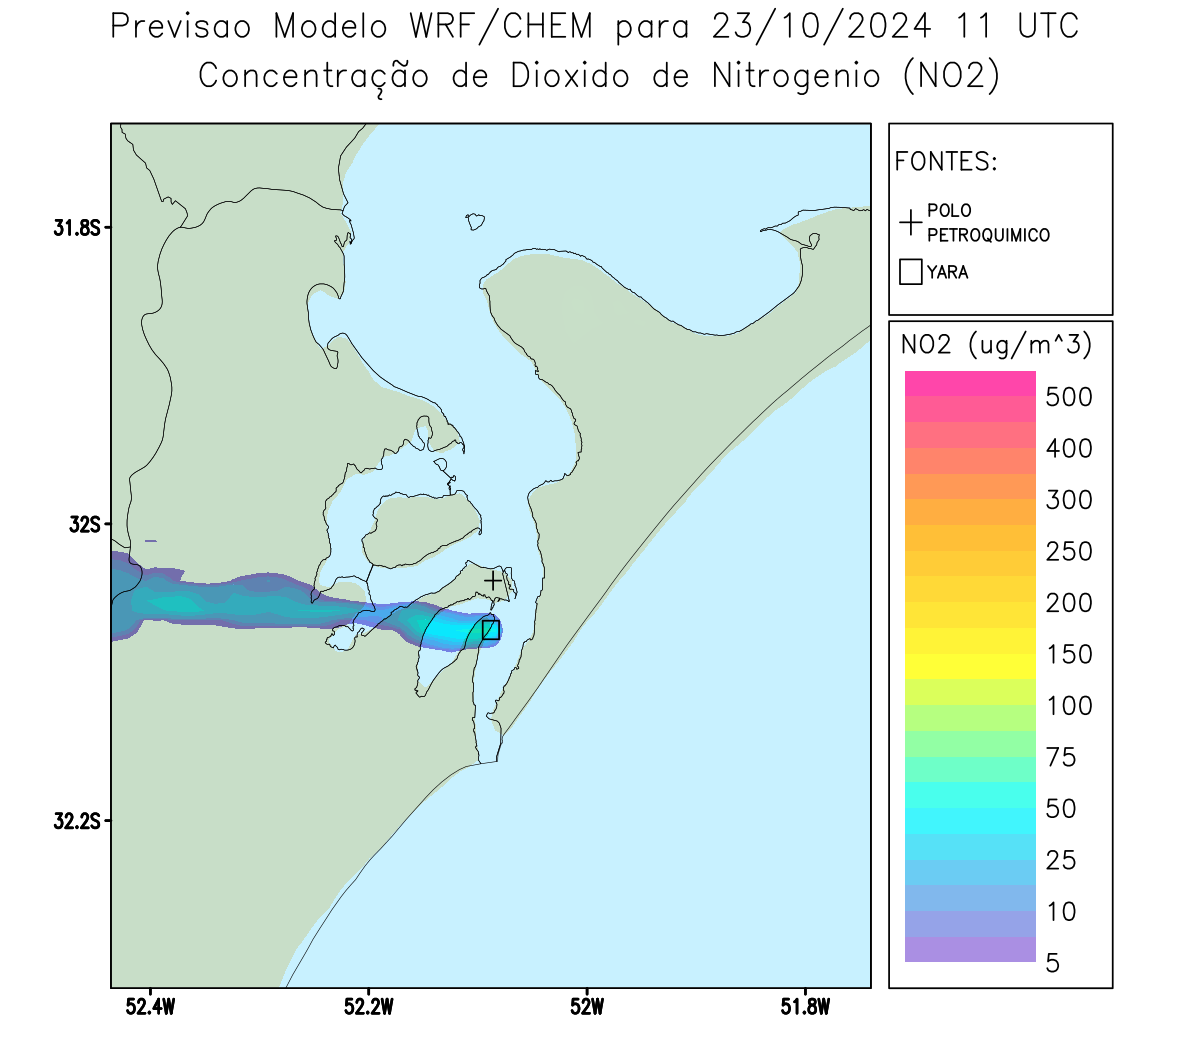 Previsao Modelo WRF/CHEM para 23/10/2024 11 UTC
Concentração de Dioxido de Nitrogenio (NO2)
FONTES:
POLO
PETROQUIMICO
YARA
31.8S
32S
32.2S
52.4W
52.2W
52W
51.8W
NO2 (ug/m^3)
500
400
300
250
200
150
100
75
50
25
10
5